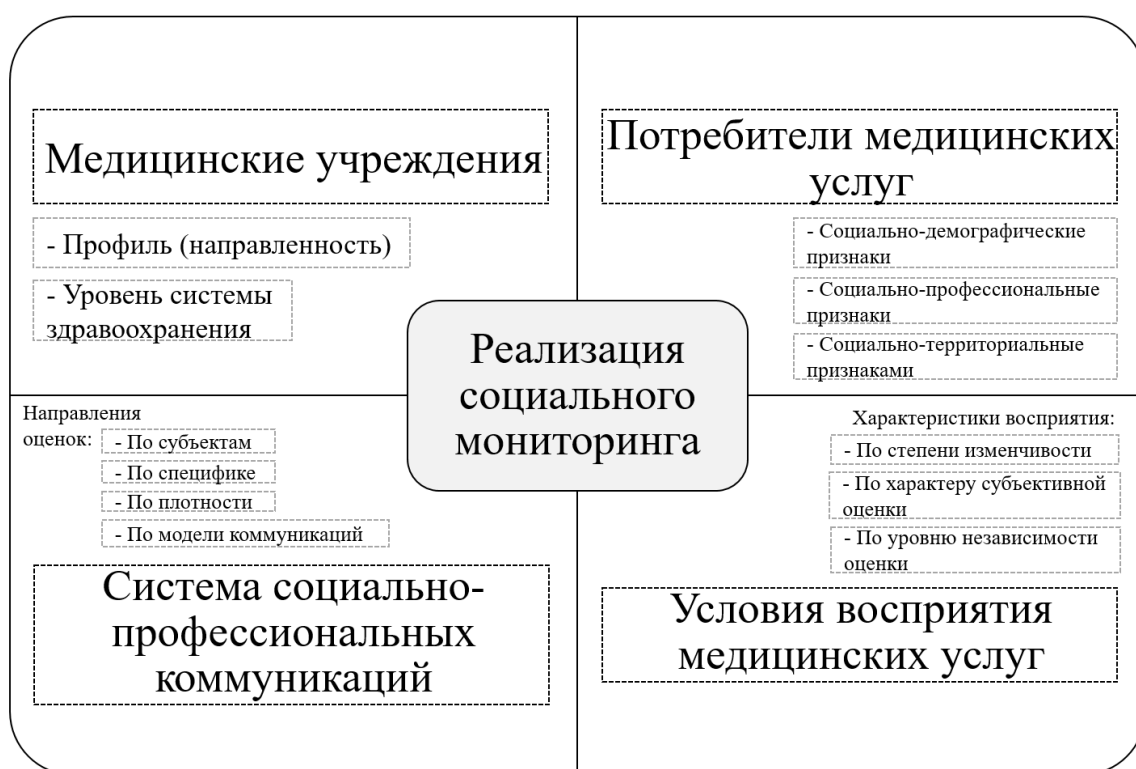 Медицинские учреждения
- Профиль (направленность)
- Уровень системы
здравоохранения
Потребители медицинских
услуг
- Социально-демографические
признаки
- Социально-профессиональные
признаки
- Социально-территориальные
признаками
Реализация
социального
мониторинга
Направления
оценок:
- По субъектам
- По специфике
- По плотности
- По модели коммуникаций
Система социально-
профессиональных
коммуникаций
Характеристики восприятия:
- По степени изменчивости
- По характеру субъективной
оценки
- По уровню независимости
оценки
Условия восприятия
медицинских услуг